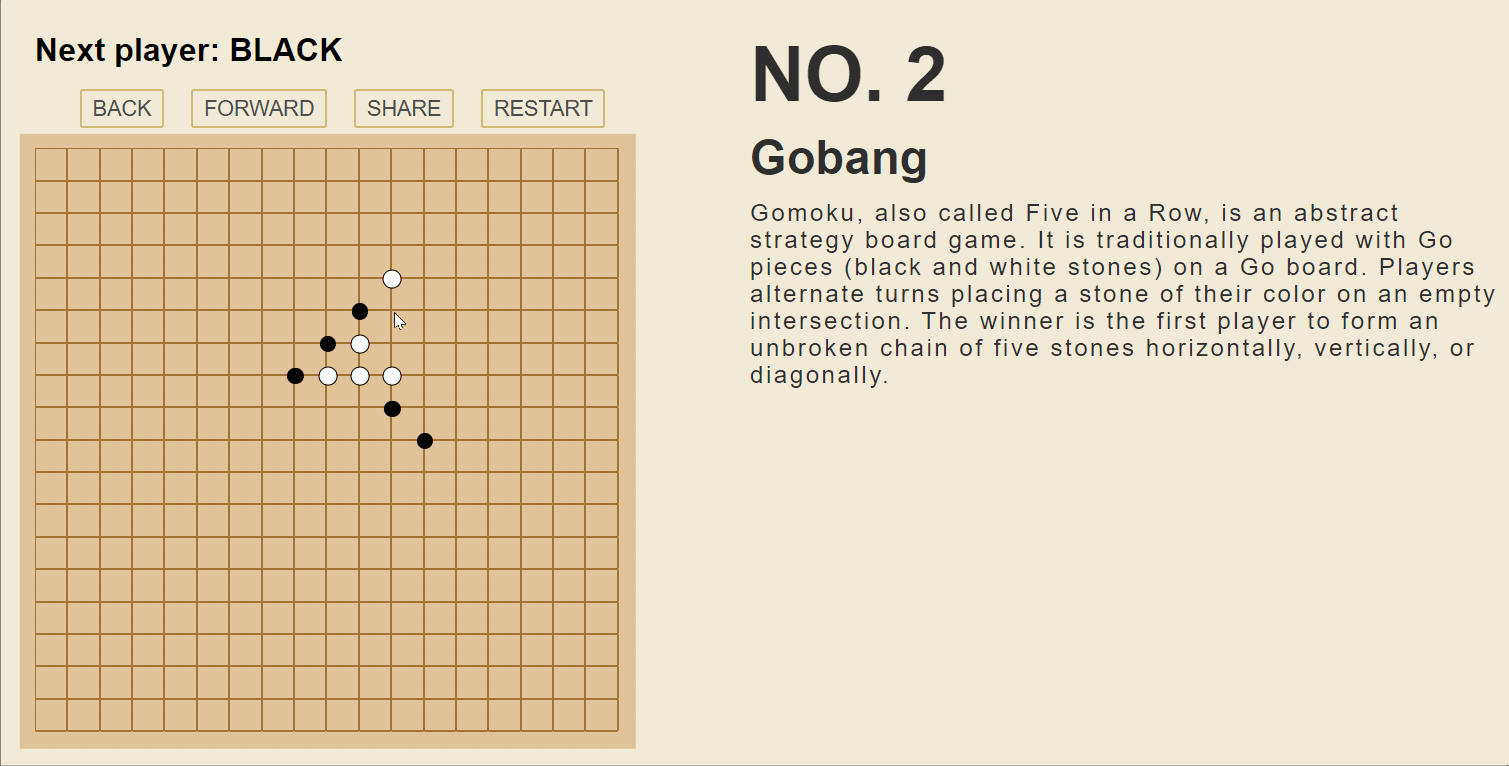 Next player: BLACK
BACK FORWARD SHARE RESTART
NO. 2
Gobang
Gomoku, also called Five in a Row, is an abstract
strategy board game. It is traditionally played with Go
pieces (black and white stones) on a Go board. Players
alternate turns placing a stone of their color on an empty
intersection. The winner is the first player to form an
unbroken chain of five stones horizontally, vertically, or
diagonally.